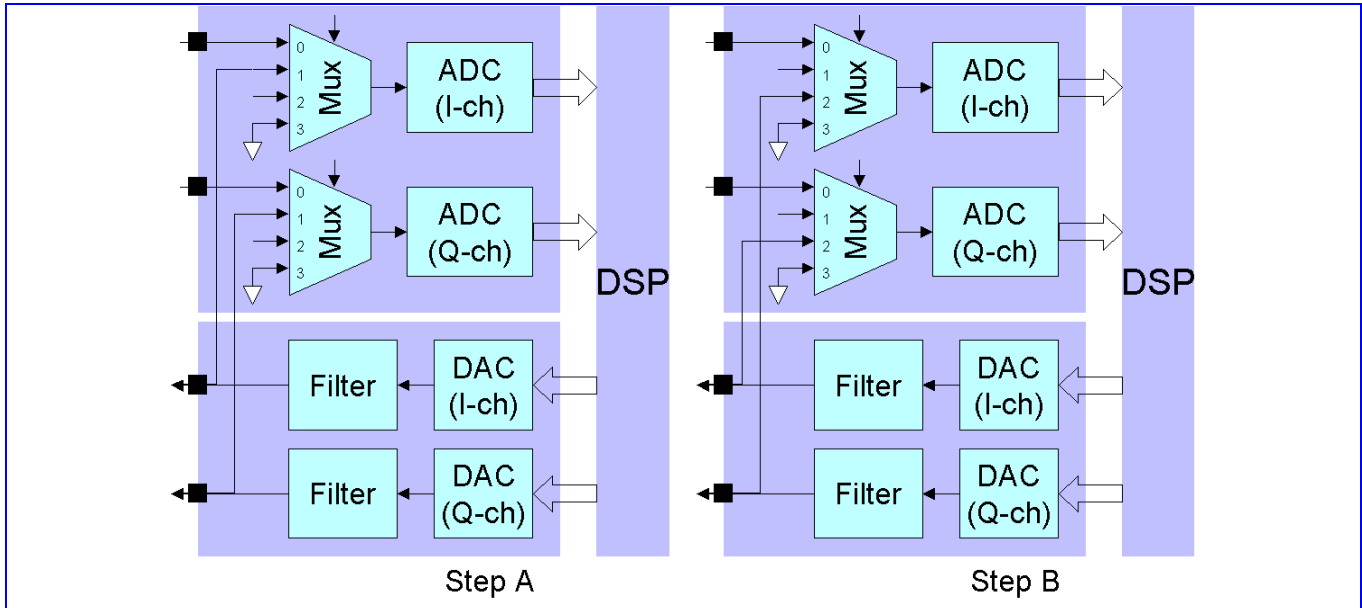 0
1
2
3
Mux
ADC
(I-ch)
0
1
2
3
Mux
ADC
(Q-ch)
DSP
Filter
DAC
(I-ch)
Filter
DAC
(Q-ch)
Step A
0
1
2
3
Mux
ADC
(I-ch)
0
1
2
3
Mux
ADC
(Q-ch)
DSP
Filter
DAC
(I-ch)
Filter
DAC
(Q-ch)
Step B